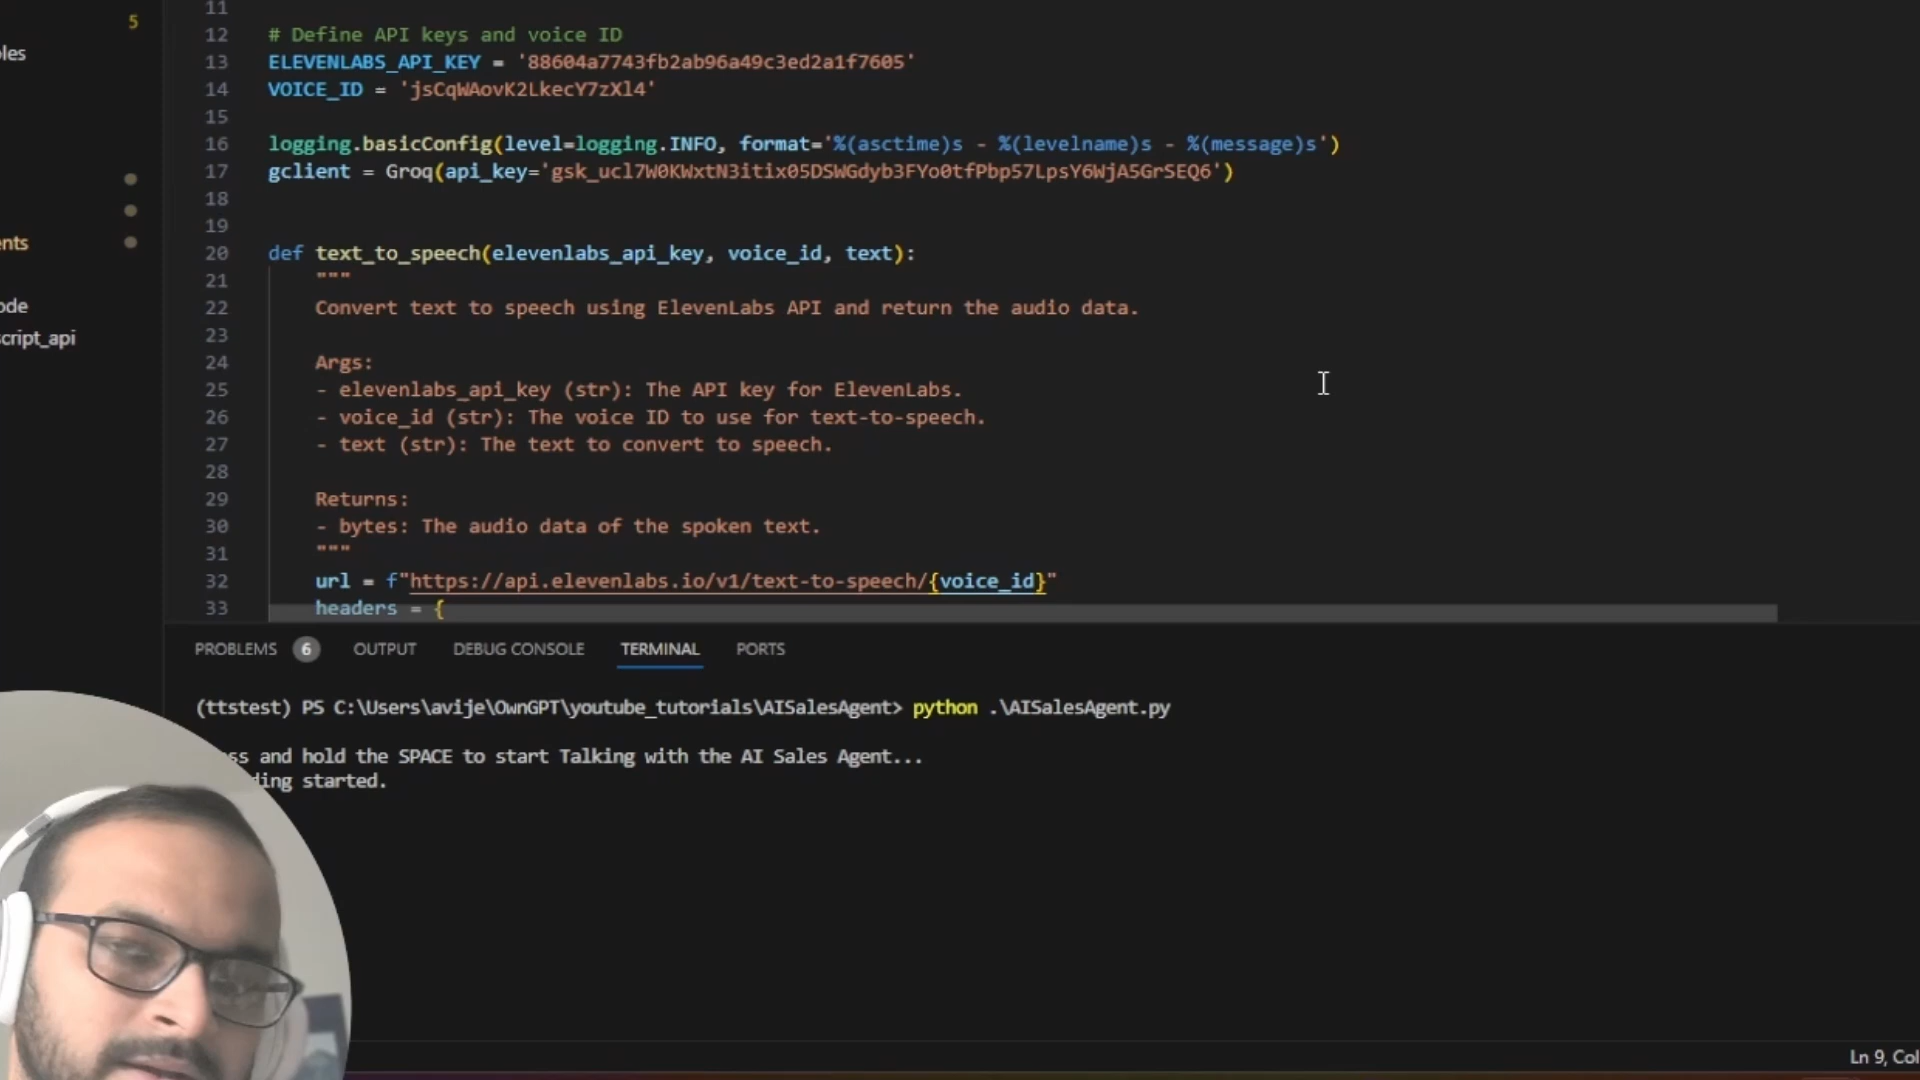 5
les
ents
ode
cript_api
11
12 # Define API keys and voice ID
13 ELEVENLABS_API_KEY = '88604a7743fb2ab96a49c3ed2a1f7605'
14 VOICE_ID = 'jsCqWAovK2LkecY7zXl4'
15
16 logging.basicConfig(level=logging.INFO, format='%(asctime)s - %(levelname)s - %(message)s')
17 gclient = Groq(api_key='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')
18
19
20 def text_to_speech(elevenlabs_api_key, voice_id, text):
21 """
22 Convert text to speech using ElevenLabs API and return the audio data.
23
24 Args:
25 - elevenlabs_api_key (str): The API key for ElevenLabs.
26 - voice_id (str): The voice ID to use for text-to-speech.
27 - text (str): The text to convert to speech.
28
29 Returns:
30 - bytes: The audio data of the spoken text.
31 """
32 url = f"https://api.elevenlabs.io/v1/text-to-speech/{voice_id}"
33 headers = {
PROBLEMS 6 OUTPUT DEBUG CONSOLE TERMINAL PORTS
(ttstest) PS C:\Users\avije\OwnGPT\youtube_tutorials\AISalesAgent> python .\AISalesAgent.py
ss and hold the SPACE to start Talking with the AI Sales Agent...
ding started.
Ln 9, Col